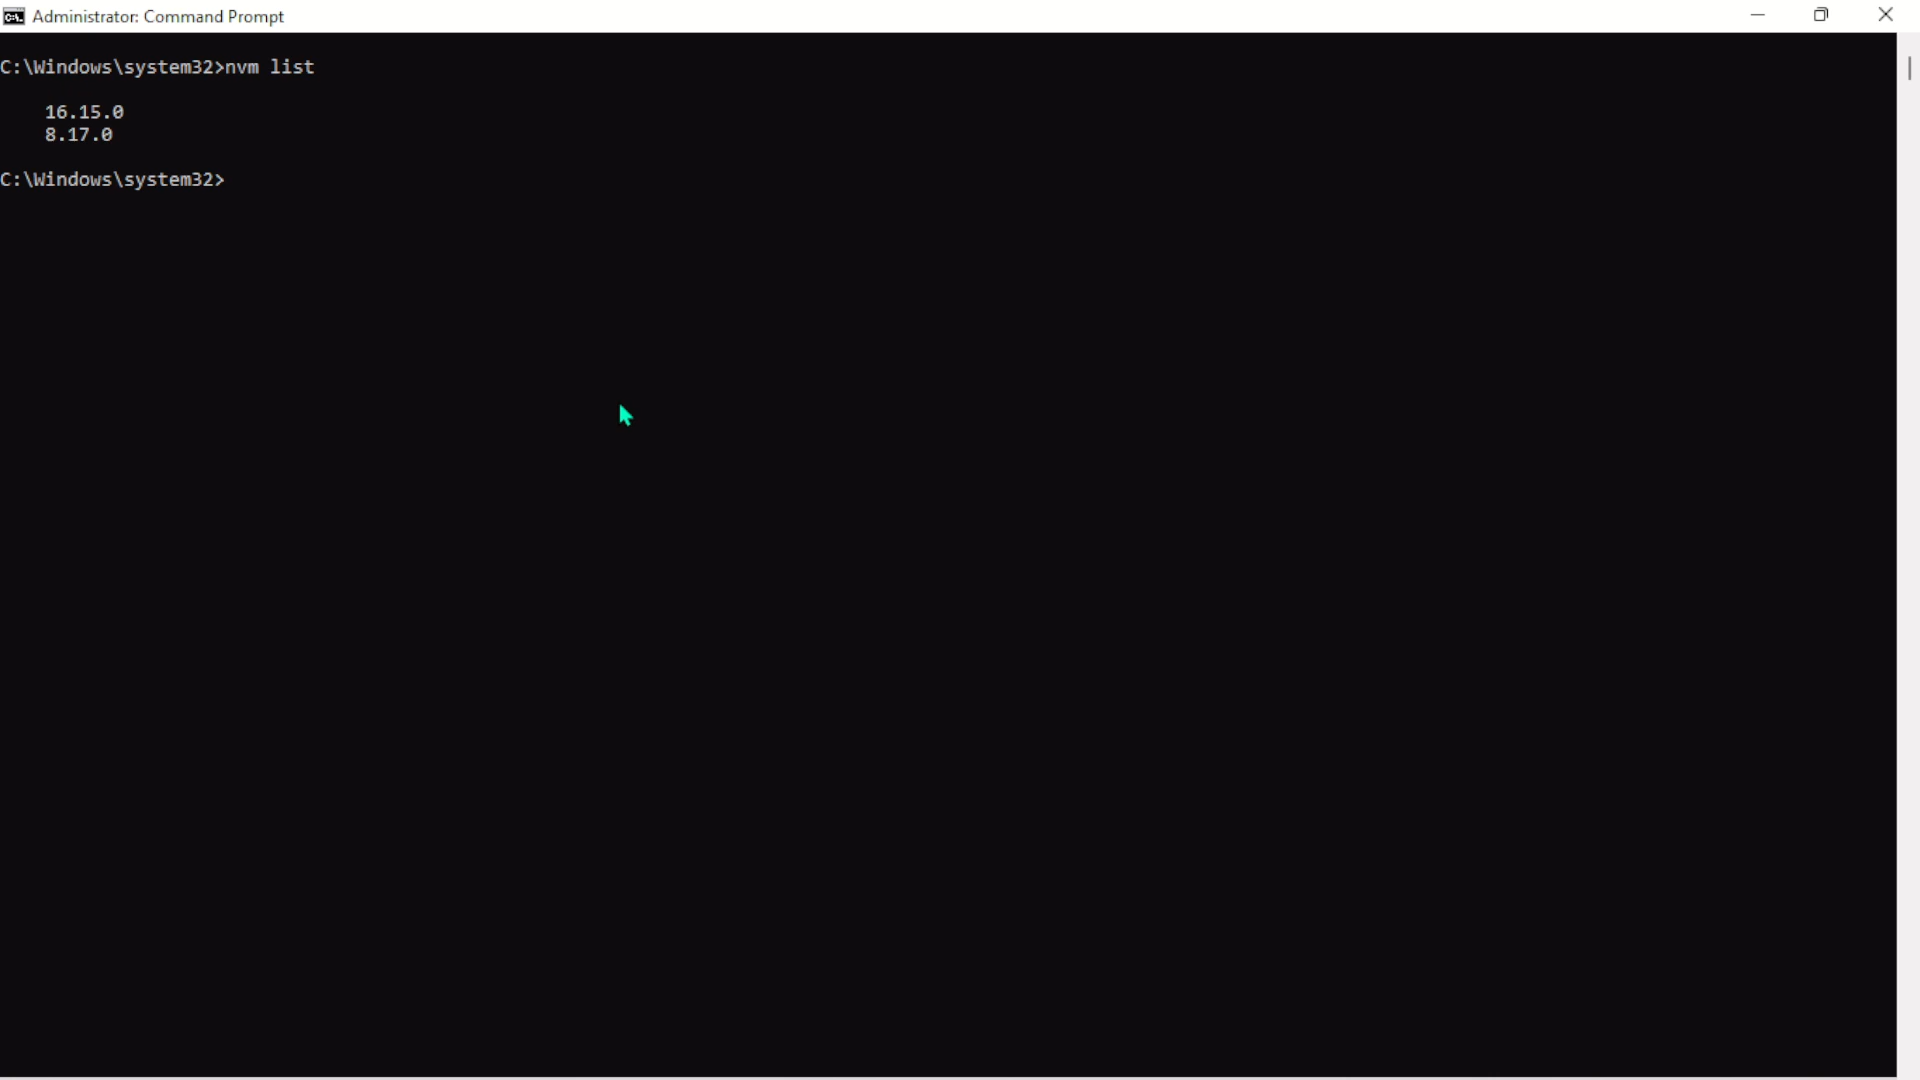 Administrator: Command Prompt
C:\Windows\system32>nvm list
16.15.0
8.17.0
C:\Windows\system32>